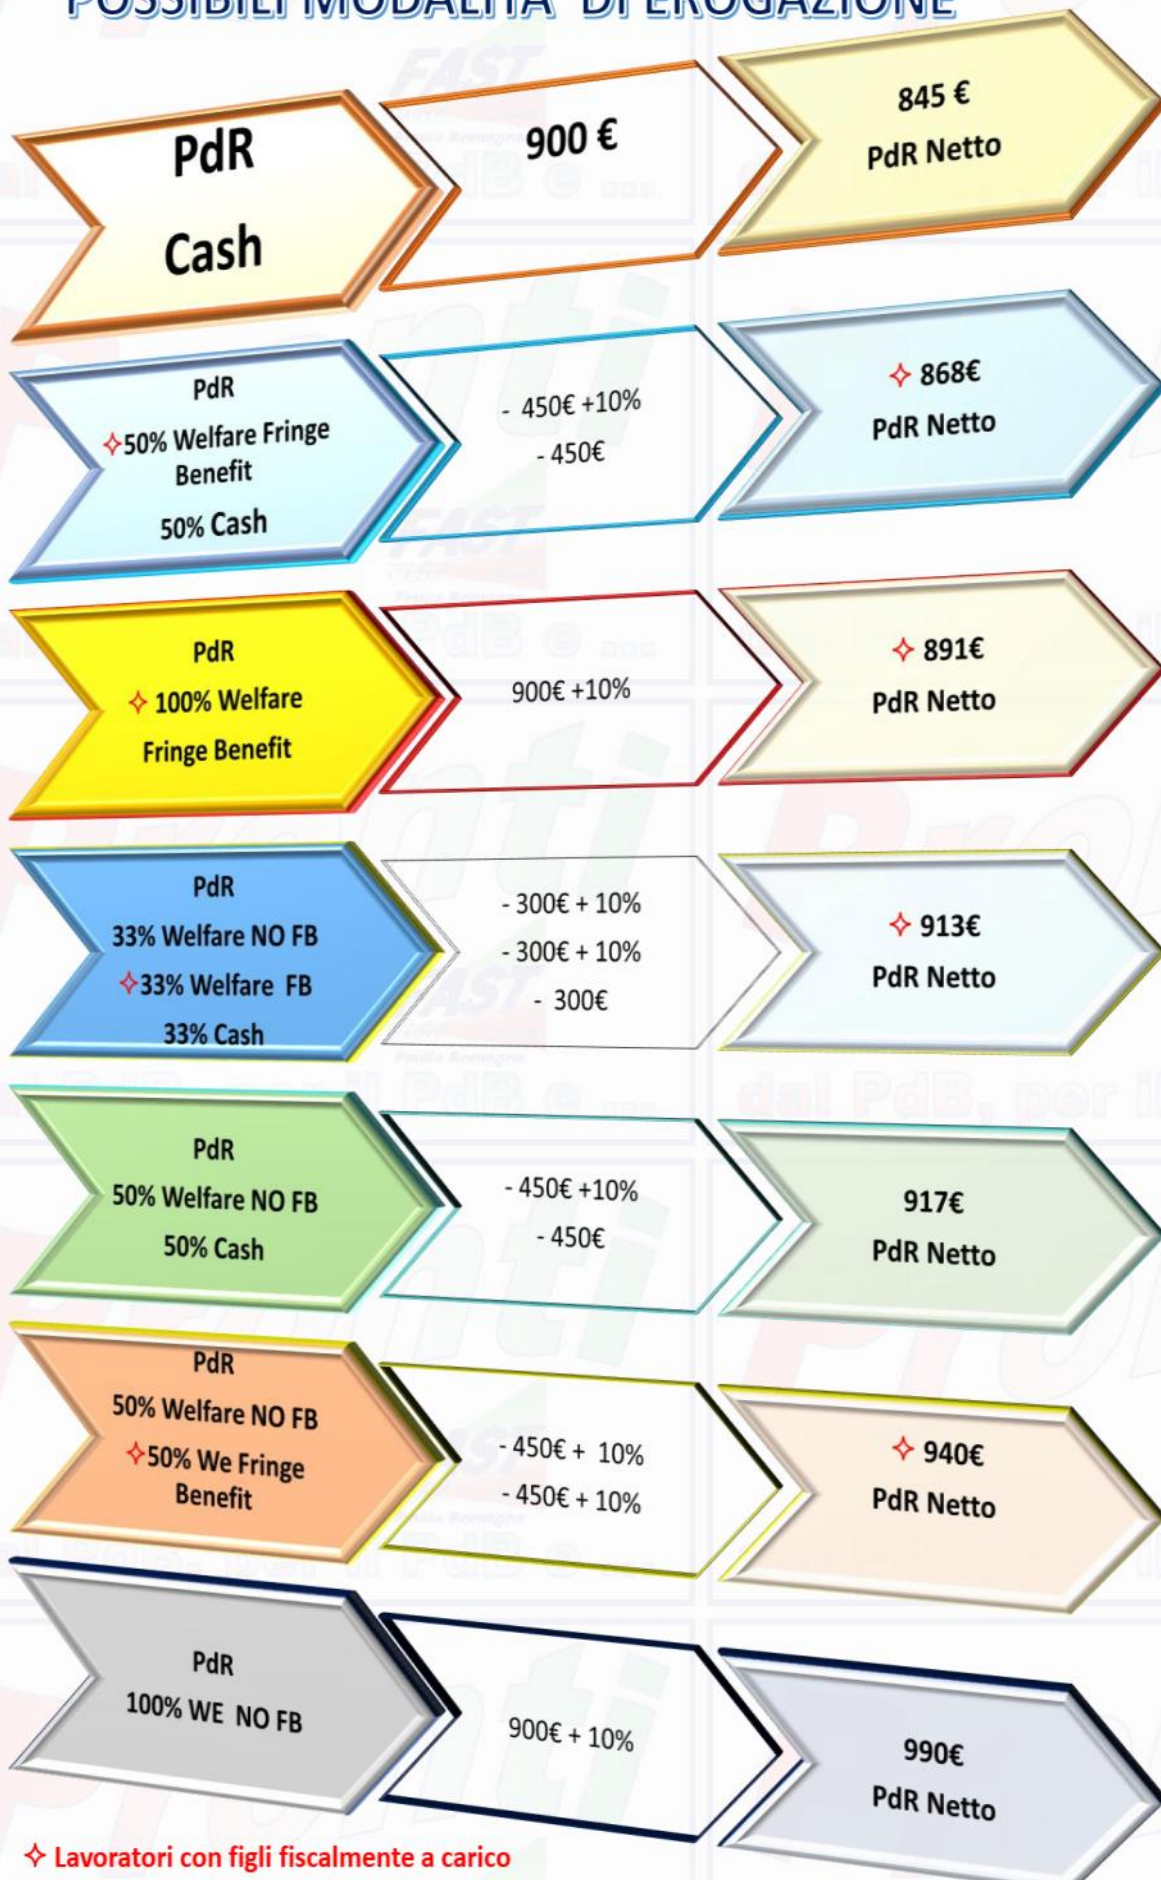 POSSIBILI MODALITA' DI EROGAZIONE
PdR
Cash
900 €
845 €
PdR Netto
PdR
✧50% Welfare Fringe
Benefit
50% Cash
- 450€ +10%
- 450€
✧ 868€
PdR Netto
PdR
✧ 100% Welfare
Fringe Benefit
900€ +10%
✧ 891€
PdR Netto
PdR
33% Welfare NO FB
✧33% Welfare FB
33% Cash
- 300€ + 10%
- 300€ + 10%
- 300€
✧ 913€
PdR Netto
PdR
50% Welfare NO FB
50% Cash
- 450€ +10%
- 450€
917€
PdR Netto
PdR
50% Welfare NO FB
✧50% We Fringe
Benefit
- 450€ + 10%
- 450€ + 10%
✧ 940€
PdR Netto
PdR
100% WE NO FB
900€ + 10%
990€
PdR Netto
✧ Lavoratori con figli fiscalmente a carico